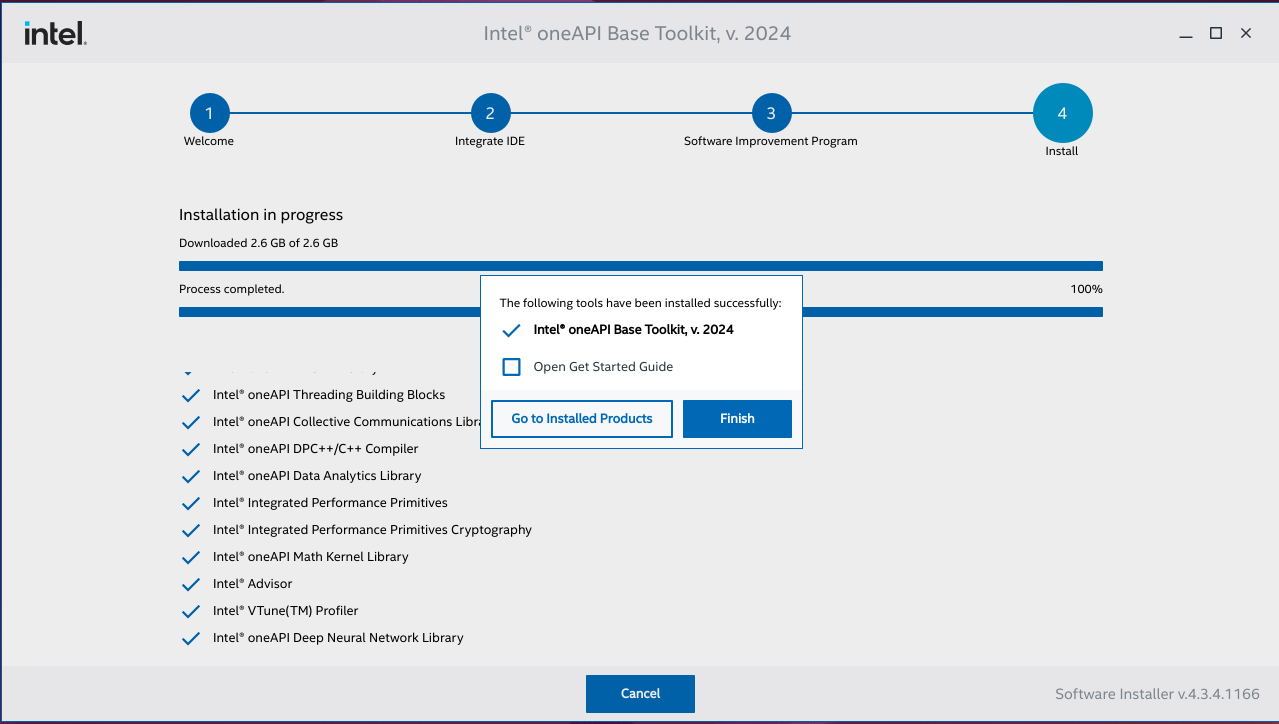 intel.
Intel® oneAPI Base Toolkit, v. 2024
1
2
3
4
Welcome
Integrate IDE
Software Improvement Program
Install
Installation in progress
Downloaded 2.6 GB of 2.6 GB
Process completed.
100%
The following tools have been installed successfully:
Intel® oneAPI Base Toolkit, v. 2024
Open Get Started Guide
Go to Installed Products
Finish
Intel® oneAPI Threading Building Blocks
Intel® oneAPI Collective Communications
Intel® oneAPI DPC++/C++ Compiler
Intel® oneAPI Data Analytics Library
Intel® Integrated Performance Primitives
Intel® Integrated Performance Primitives Cryptography
Intel® oneAPI Math Kernel Library
Intel® Advisor
Intel® VTune(TM) Profiler
Intel® oneAPI Deep Neural Network Library
Cancel
Software Installer v.4.3.4.1166